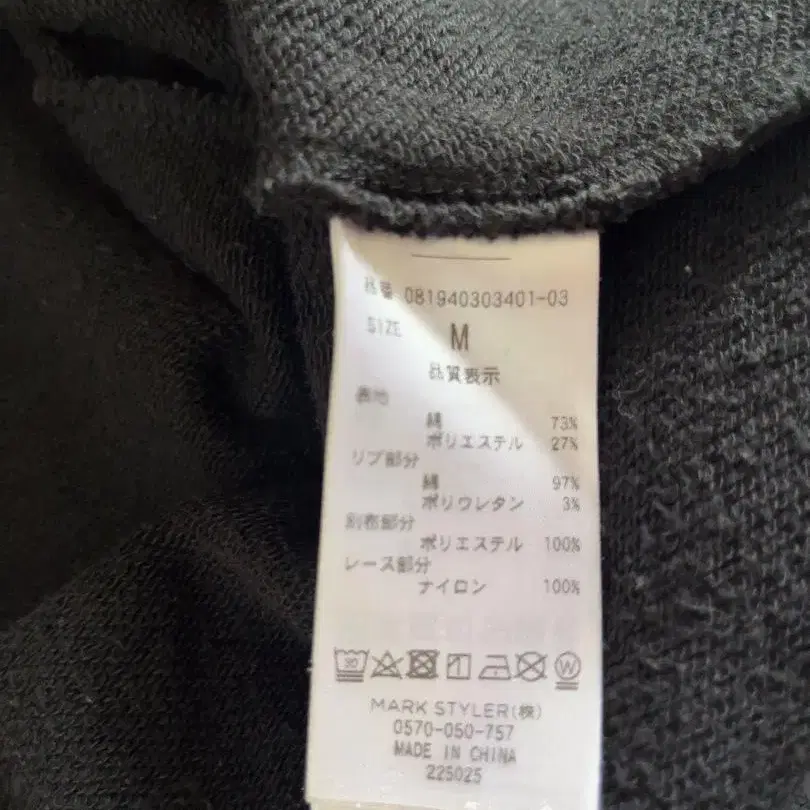 品番 081940303401-03
SIZE M
品質表示
表地
綿 73%
ポリエステル 27%
リブ部分
綿 97%
ポリウレタン 3%
別布部分
ポリエステル 100%
レース部分
ナイロン 100%
30 W
MARK STYLER(株)
0570-050-757
MADE IN CHINA
225025